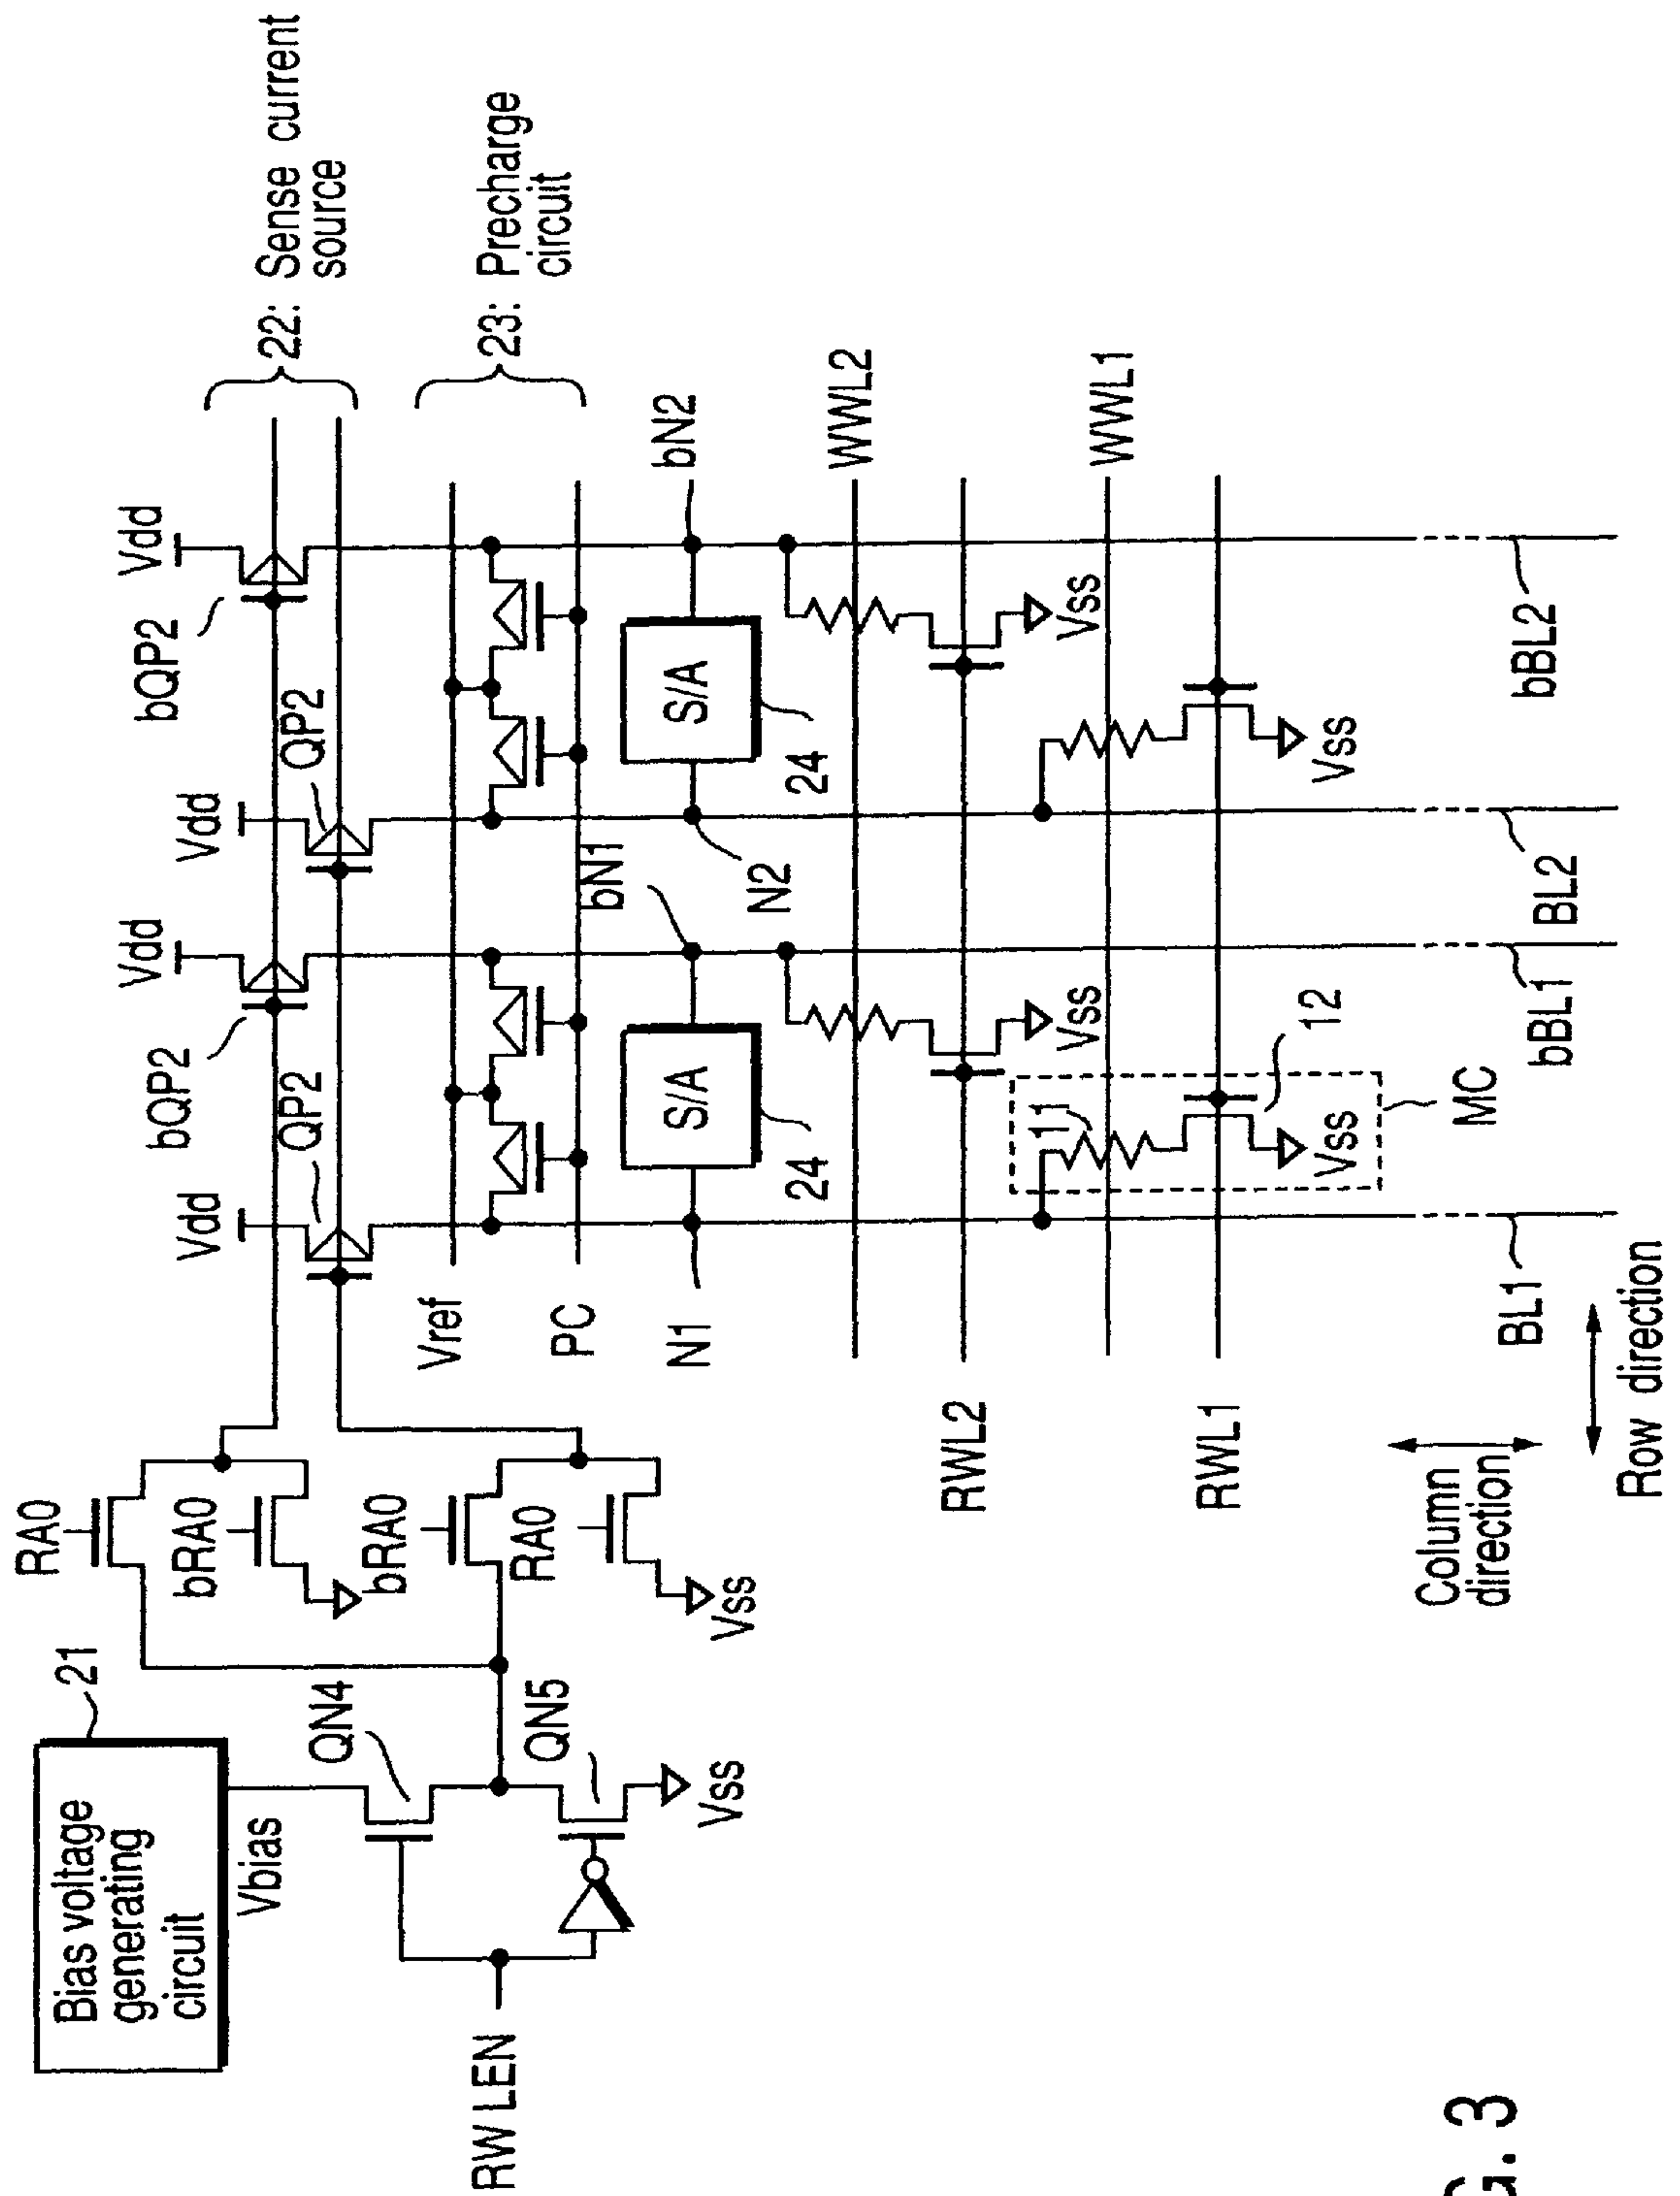 Bias voltage
generating
circuit
21
Vbias
QN4
QN5
Vss
RW LEN
RA0
bRA0
bRA0
RA0
Vss
Vdd
QP2
Vdd
bQP2
Vdd
QP2
Vdd
bQP2
22: Sense current
source
23: Precharge
circuit
Vref
PC
N1
S/A
24
bN1
N2
S/A
24
bN2
WWL2
RWL2
Vss
Vss
WWL1
RWL1
11
12
Vss
MC
Vss
BL1
bBL1
BL2
bBL2
Column
direction
Row direction
G. 3